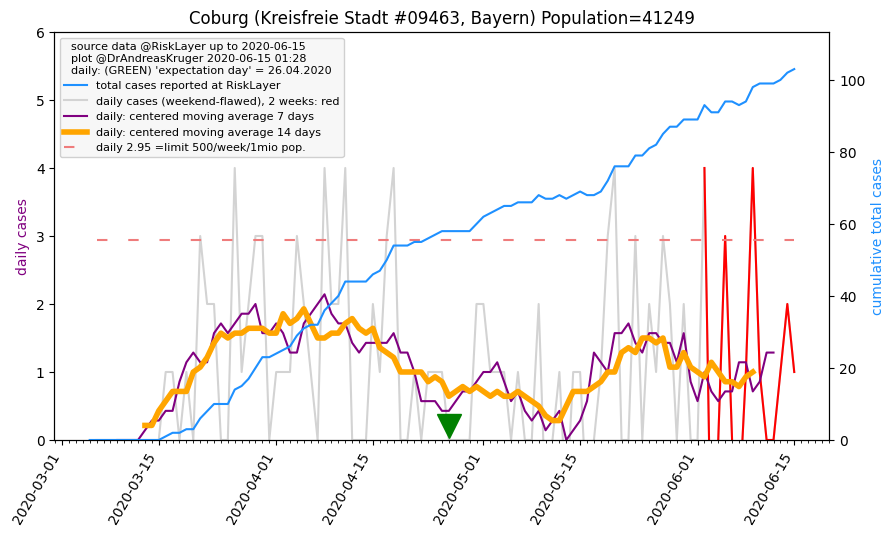 Coburg (Kreisfreie Stadt #09463, Bayern) Population=41249
source data @RiskLayer up to 2020-06-15
plot @DrAndreasKruger 2020-06-15 01:28
daily: (GREEN) 'expectation day' = 26.04.2020
total cases reported at RiskLayer
daily cases (weekend-flawed), 2 weeks: red
daily: centered moving average 7 days
daily: centered moving average 14 days
daily 2.95 =limit 500/week/1mio pop.
daily cases
6
5
4
3
2
1
0
cumulative total cases
100
80
60
40
20
0
2020-03-01
2020-03-15
2020-04-01
2020-04-15
2020-05-01
2020-05-15
2020-06-01
2020-06-15